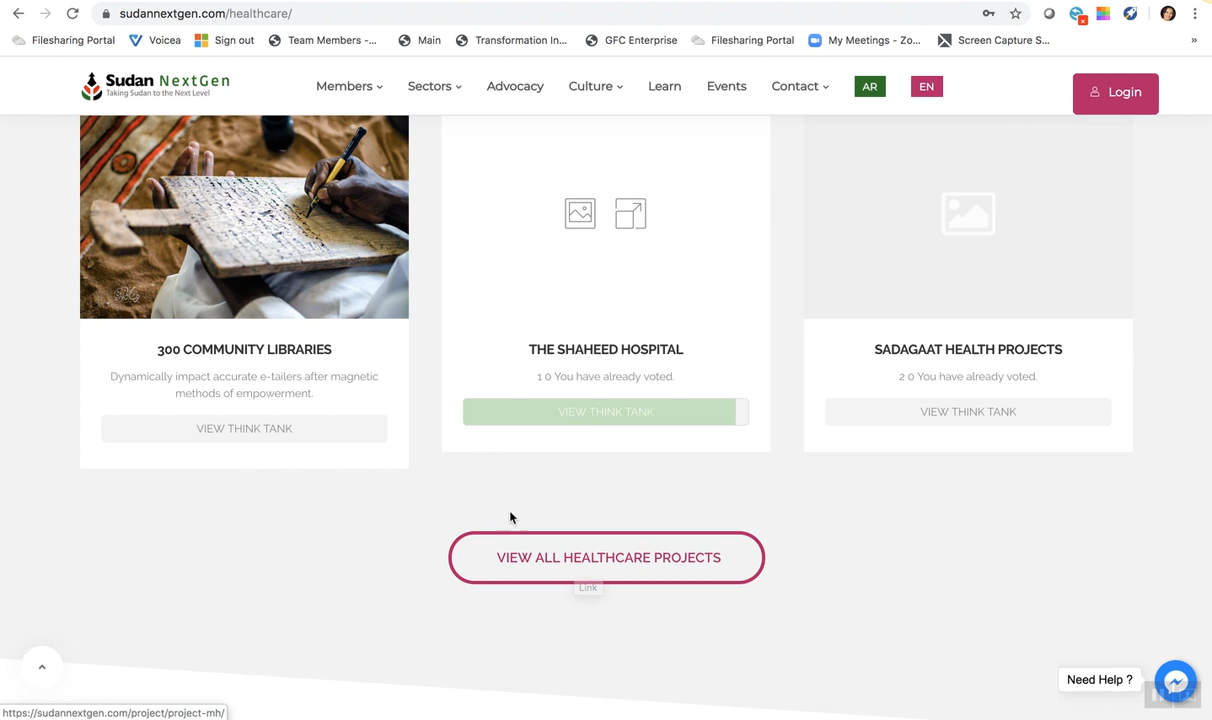 sudannextgen.com/healthcare/
Filesharing Portal
Voicea
Sign out
Team Members -...
Main
Transformation In...
GFC Enterprise
Filesharing Portal
My Meetings - Zo...
Screen Capture S...
»
Sudan NextGen
Taking Sudan to the Next Level
Members
Sectors
Advocacy
Culture
Learn
Events
Contact
AR
EN
Login
300 COMMUNITY LIBRARIES
Dynamically impact accurate e-tailers after magnetic
methods of empowerment.
VIEW THINK TANK
THE SHAHEED HOSPITAL
1 0 You have already voted.
VIEW THINK TANK
SADAGAAT HEALTH PROJECTS
2 0 You have already voted.
VIEW THINK TANK
VIEW ALL HEALTHCARE PROJECTS
Link
Need Help ?
https://sudannextgen.com/project/project-mh/